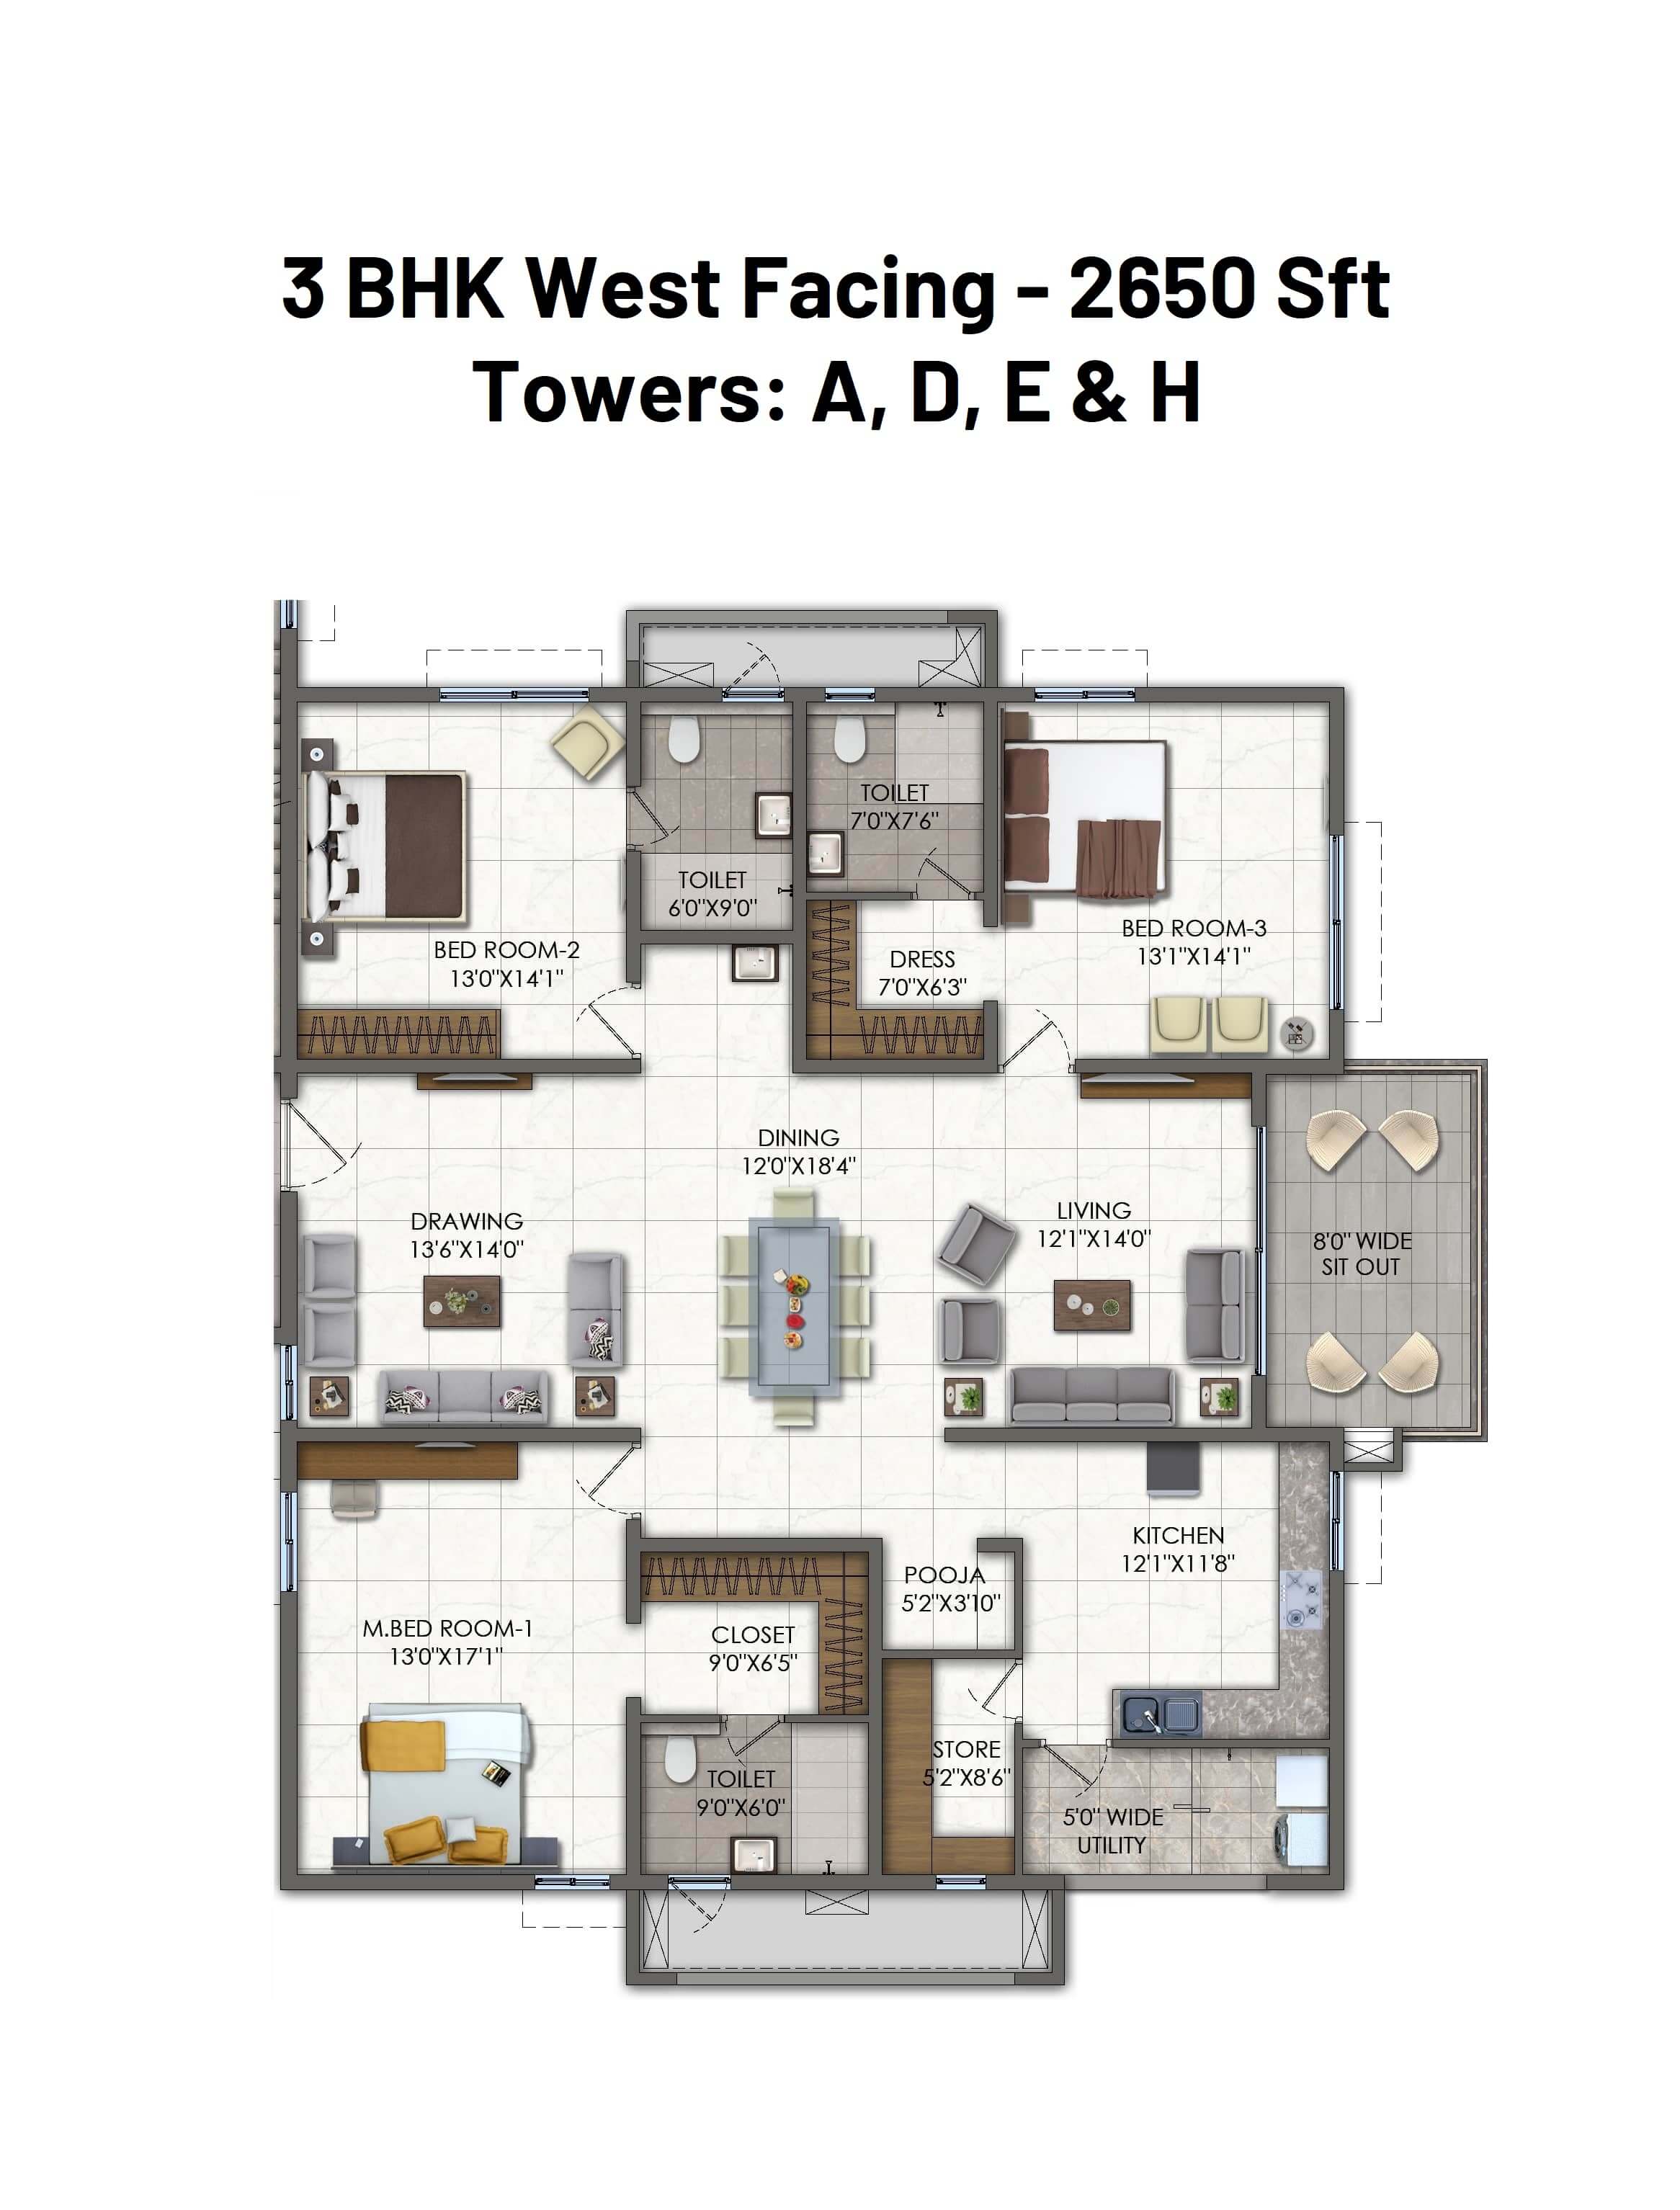 3 BHK West Facing - 2650 Sft
Towers: A, D, E & H
TOILET
7'0"X7'6"
TOILET
6'0"X9'0"
BED ROOM-2
13'0"X14'1"
DRESS
7'0"X6'3"
BED ROOM-3
13'1"X14'1"
DINING
12'0"X18'4"
DRAWING
13'6"X14'0"
LIVING
12'1"X14'0"
8'0" WIDE
SIT OUT
KITCHEN
12'1"X11'8"
POOJA
5'2"X3'10"
M.BED ROOM-1
13'0"X17'1"
CLOSET
9'0"X6'5"
STORE
5'2"X8'6"
TOILET
9'0"X6'0"
5'0" WIDE
UTILITY